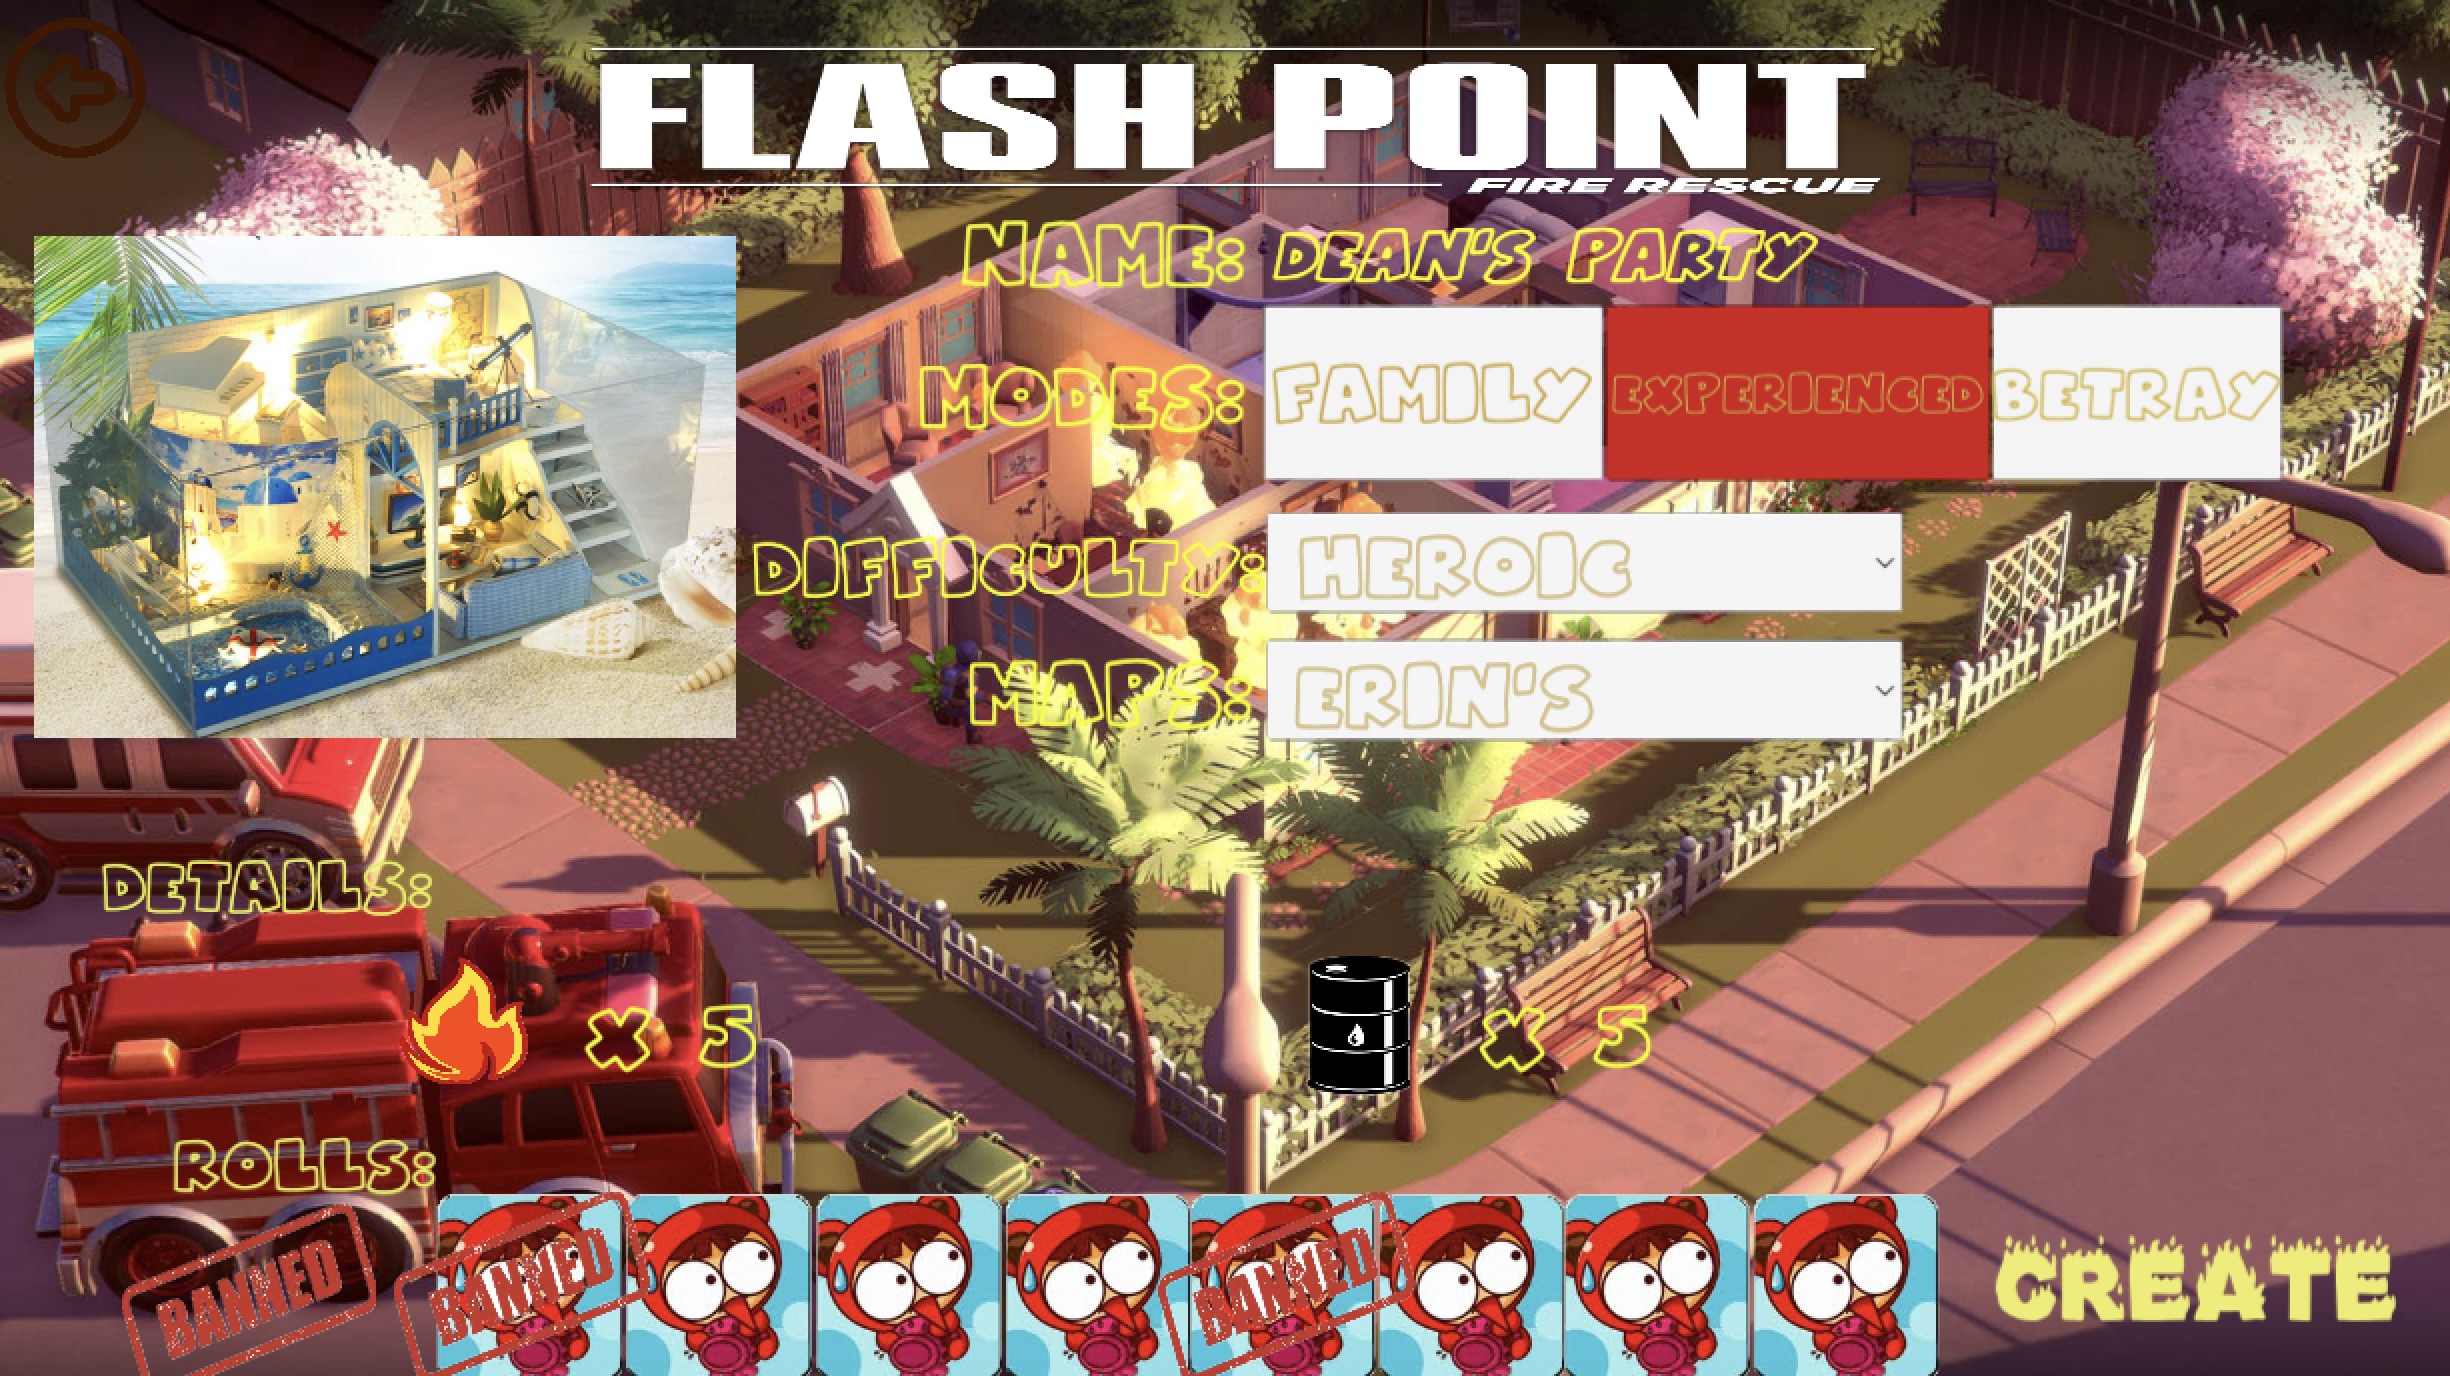 FLASH POINT
FIRE RESCUE
NAME: DEAN'S PARTY
MODES: FAMILY EXPERIENCED BETRAY
DIFFICULTY: HEROIC
MAPS: ERIN'S
DETAILS:
X 5 X 5
ROLLS:
BANNED BANNED BANNED
CREATE